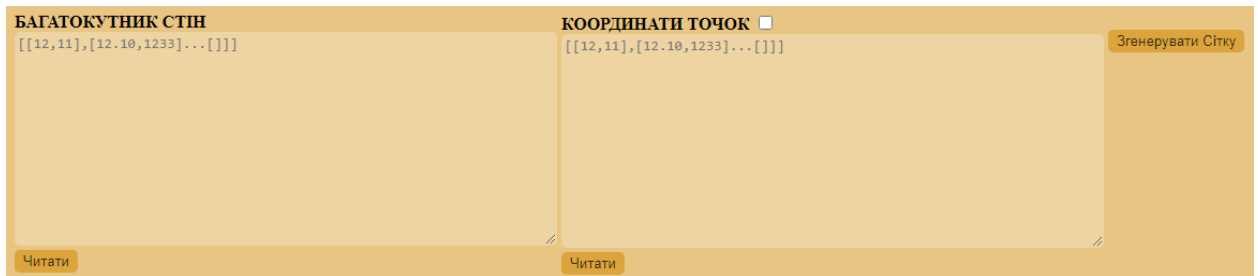 БАГАТОКУТНИК СТІН
[[12,11],[12.10,1233]...[]]]
Читати
КООРДИНАТИ ТОЧОК
[[12,11],[12.10,1233]...[]]]
Читати
Згенерувати Сітку